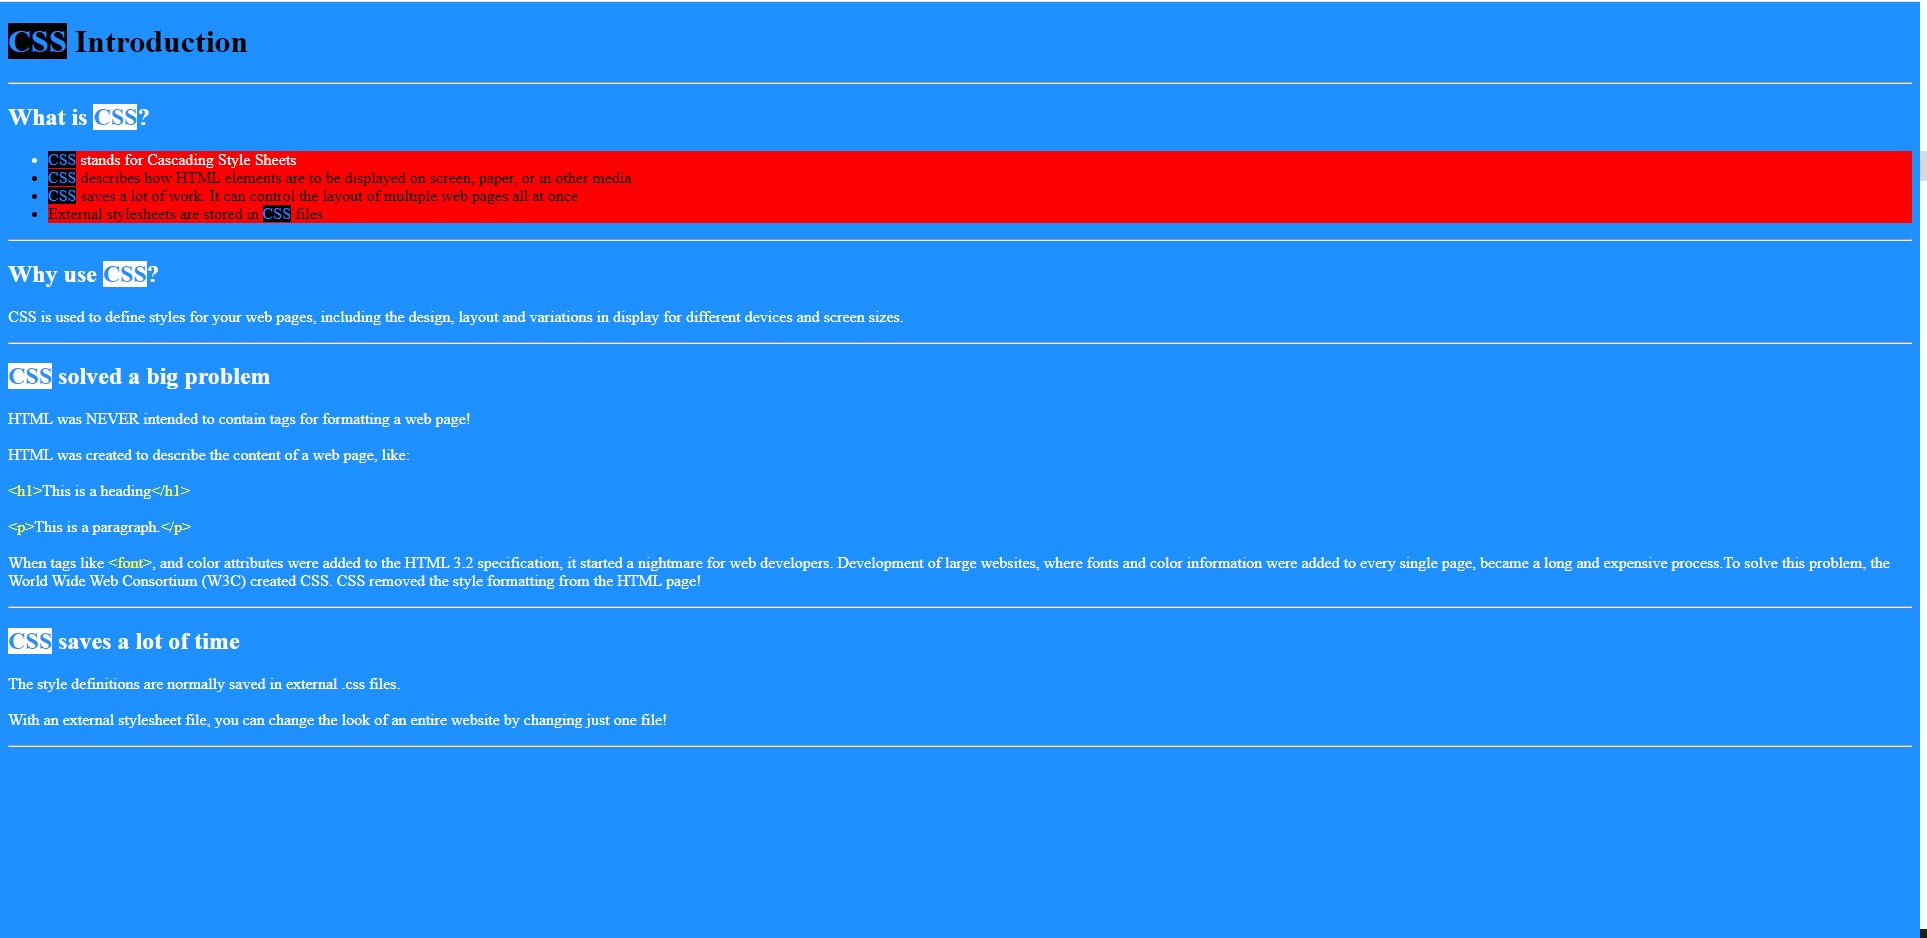 CSS Introduction
What is CSS?
CSS stands for Cascading Style Sheets
CSS describes how HTML elements are to be displayed on screen, paper, or in other media
CSS saves a lot of work. It can control the layout of multiple web pages all at once
External stylesheets are stored in CSS files
Why use CSS?
CSS is used to define styles for your web pages, including the design, layout and variations in display for different devices and screen sizes.
CSS solved a big problem
HTML was NEVER intended to contain tags for formatting a web page!
HTML was created to describe the content of a web page, like:
<h1>This is a heading</h1>
<p>This is a paragraph.</p>
When tags like <font>, and color attributes were added to the HTML 3.2 specification, it started a nightmare for web developers. Development of large websites, where fonts and color information were added to every single page, became a long and expensive process.To solve this problem, the
World Wide Web Consortium (W3C) created CSS. CSS removed the style formatting from the HTML page!
CSS saves a lot of time
The style definitions are normally saved in external .css files.
With an external stylesheet file, you can change the look of an entire website by changing just one file!